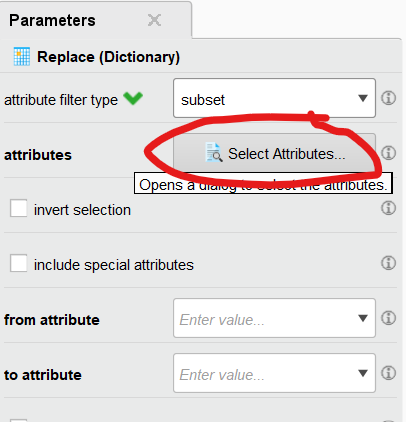 Parameters
Replace (Dictionary)
attribute filter type subset
attributes Select Attributes...
Opens a dialog to select the attributes.
invert selection
include special attributes
from attribute Enter value...
to attribute Enter value...